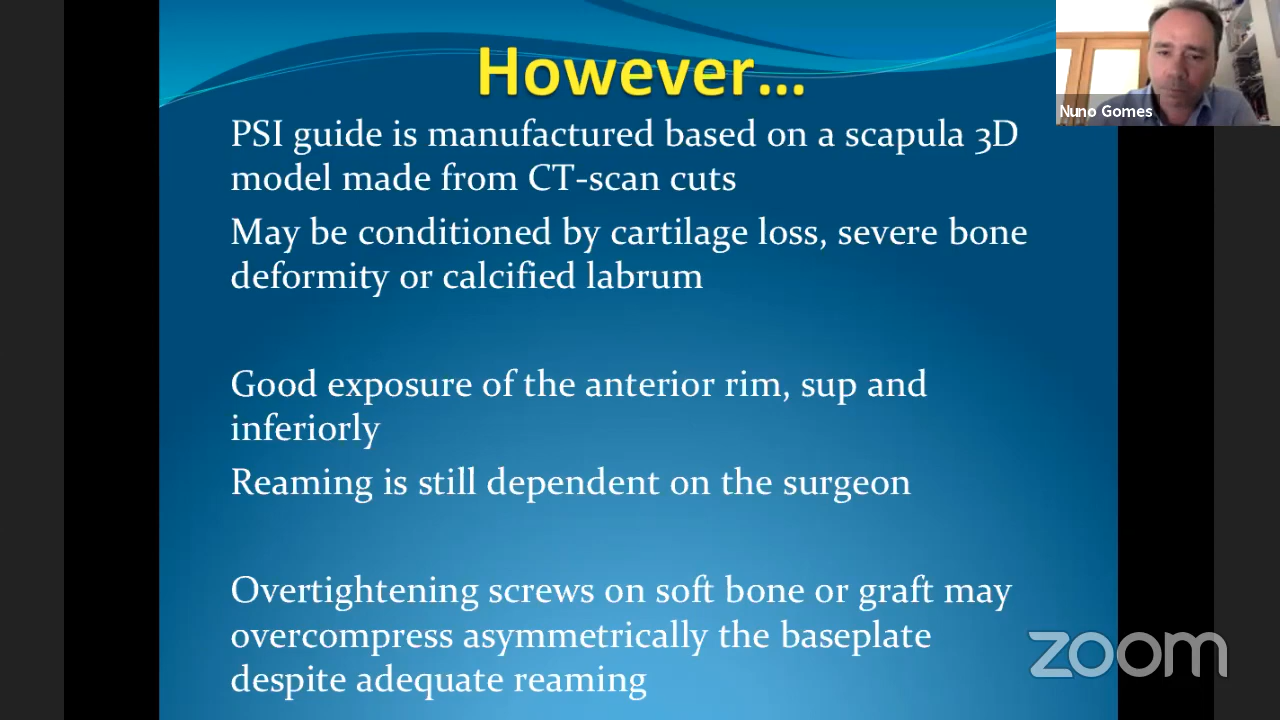 However...
Nuno Gomes
PSI guide is manufactured based on a scapula 3D
model made from CT-scan cuts
May be conditioned by cartilage loss, severe bone
deformity or calcified labrum
Good exposure of the anterior rim, sup and
inferiorly
Reaming is still dependent on the surgeon
Overtightening screws on soft bone or graft may
overcompress asymmetrically the baseplate
despite adequate reaming
zoom